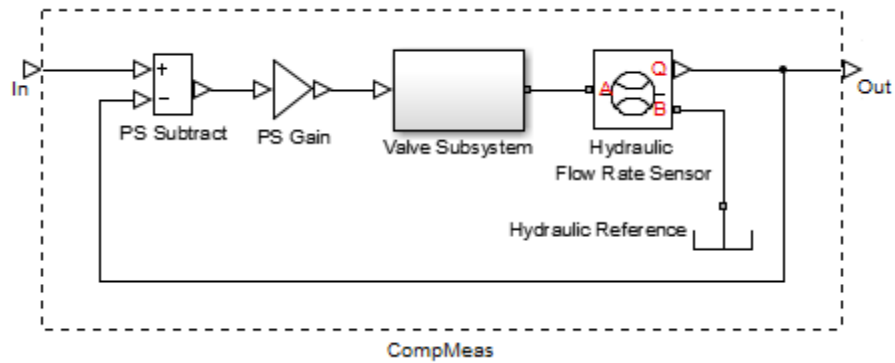 In
+
−
PS Subtract
PS Gain
Valve Subsystem
A
Q
B
Hydraulic
Flow Rate Sensor
Out
Hydraulic Reference
CompMeas